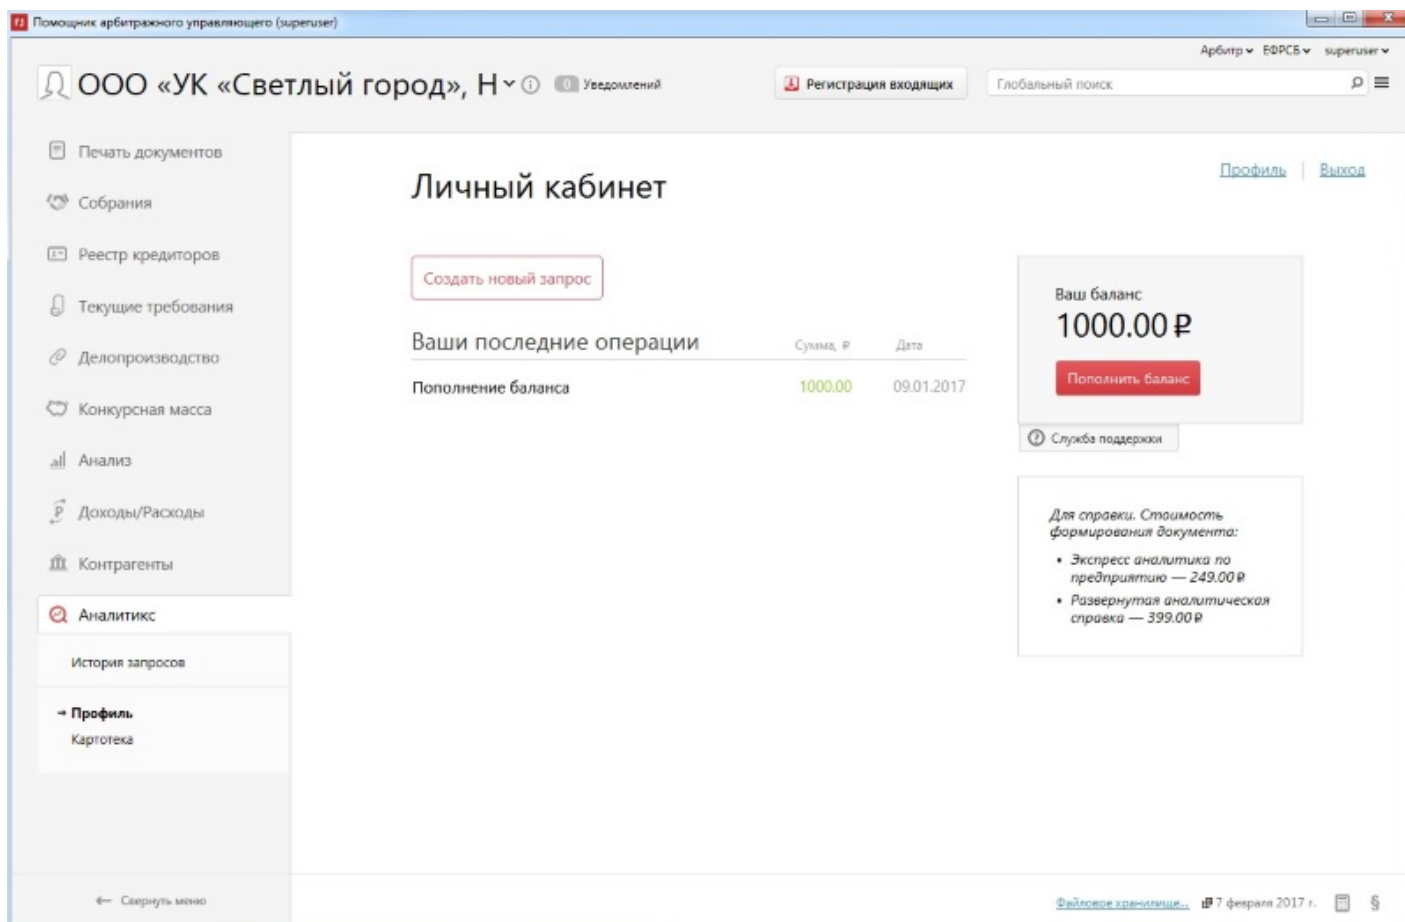 Помощник арбитражного управляющего (superuser)
Арбитр ЕФРСБ superuser
ООО «УК «Светлый город», Н
0 Уведомлений
Регистрация входящих
Глобальный поиск
Печать документов
Собрания
Реестр кредиторов
Текущие требования
Делопроизводство
Конкурсная масса
Анализ
Доходы/Расходы
Контрагенты
Аналитикс
История запросов
→ Профиль
Картотека
← Свернуть меню
Личный кабинет
Профиль | Выход
Создать новый запрос
Ваши последние операции Сумма, ₽ Дата
Пополнение баланса 1000.00 09.01.2017
Ваш баланс
1000.00 ₽
Пополнить баланс
Служба поддержки
Для справки. Стоимость
формирования документа:
• Экспресс аналитика по
предприятию — 249.00 ₽
• Развернутая аналитическая
справка — 399.00 ₽
Файловое хранилище... 7 февраля 2017 г. §